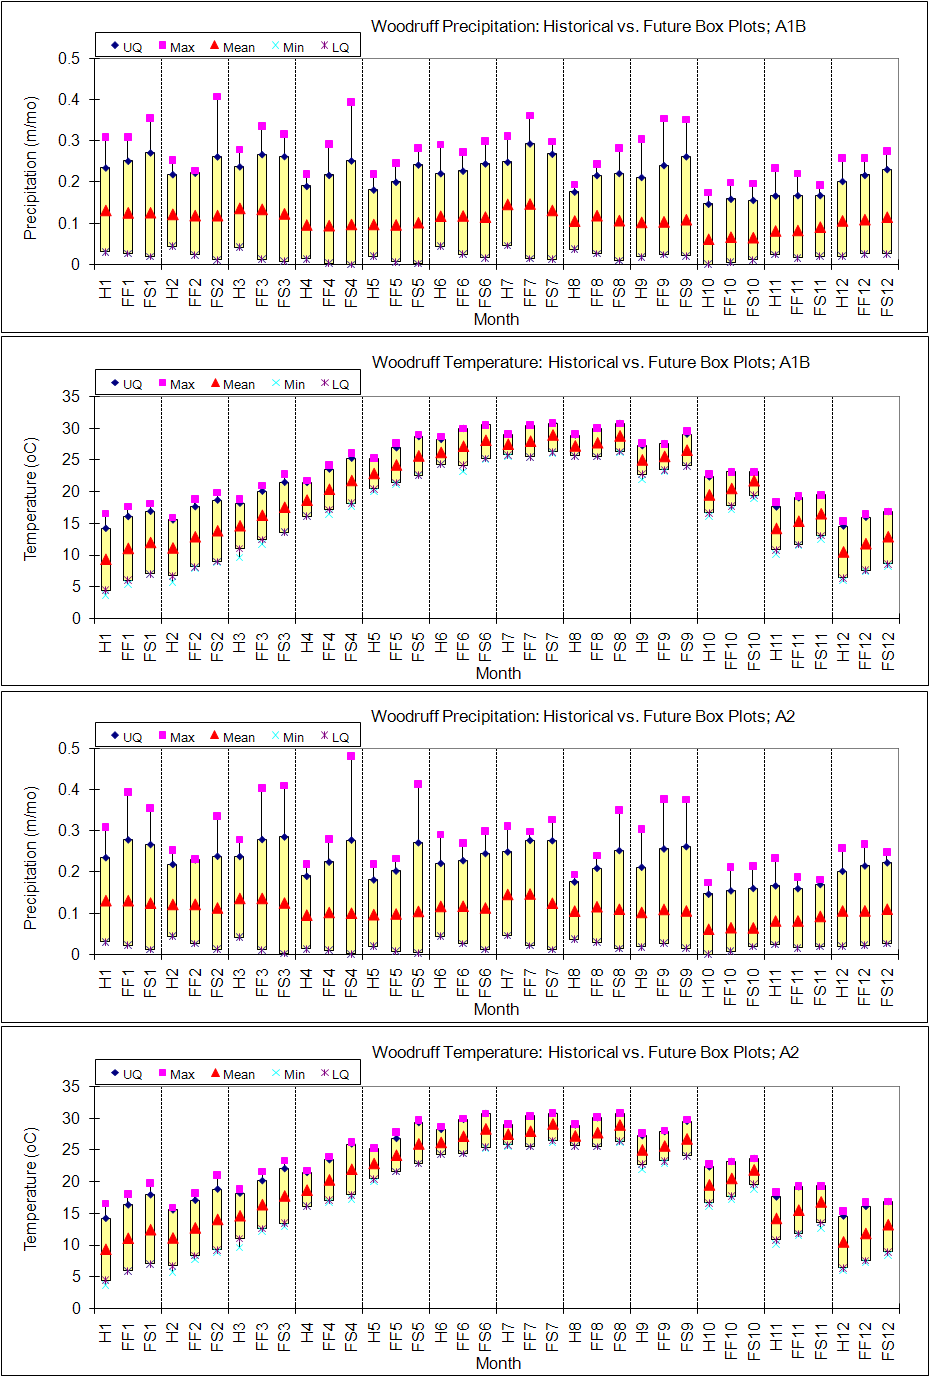 Woodruff Precipitation: Historical vs. Future Box Plots; A1B
UQ Max Mean Min LQ
Precipitation (m/mo)
0.5
0.4
0.3
0.2
0.1
0
H1 FF1 FS1 H2 FF2 FS2 H3 FF3 FS3 H4 FF4 FS4 H5 FF5 FS5 H6 FF6 FS6 H7 FF7 FS7 H8 FF8 FS8 H9 FF9 FS9 H10 FF10 FS10 H11 FF11 FS11 H12 FF12 FS12
Month
Woodruff Temperature: Historical vs. Future Box Plots; A1B
UQ Max Mean Min LQ
Temperature (oC)
35
30
25
20
15
10
5
0
H1 FF1 FS1 H2 FF2 FS2 H3 FF3 FS3 H4 FF4 FS4 H5 FF5 FS5 H6 FF6 FS6 H7 FF7 FS7 H8 FF8 FS8 H9 FF9 FS9 H10 FF10 FS10 H11 FF11 FS11 H12 FF12 FS12
Month
Woodruff Precipitation: Historical vs. Future Box Plots; A2
UQ Max Mean Min LQ
Precipitation (m/mo)
0.5
0.4
0.3
0.2
0.1
0
H1 FF1 FS1 H2 FF2 FS2 H3 FF3 FS3 H4 FF4 FS4 H5 FF5 FS5 H6 FF6 FS6 H7 FF7 FS7 H8 FF8 FS8 H9 FF9 FS9 H10 FF10 FS10 H11 FF11 FS11 H12 FF12 FS12
Month
Woodruff Temperature: Historical vs. Future Box Plots; A2
UQ Max Mean Min LQ
Temperature (oC)
35
30
25
20
15
10
5
0
H1 FF1 FS1 H2 FF2 FS2 H3 FF3 FS3 H4 FF4 FS4 H5 FF5 FS5 H6 FF6 FS6 H7 FF7 FS7 H8 FF8 FS8 H9 FF9 FS9 H10 FF10 FS10 H11 FF11 FS11 H12 FF12 FS12
Month